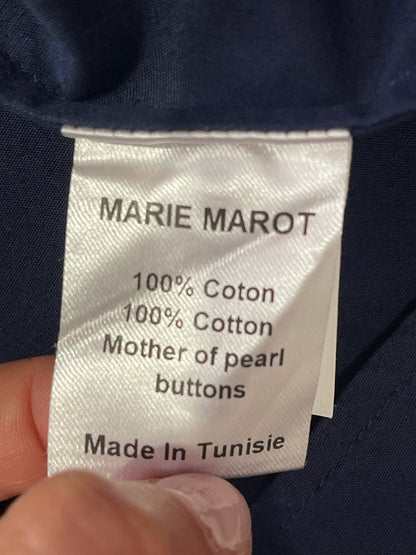 MARIE MAROT
100% Coton
100% Cotton
Mother of pearl
buttons
Made In Tunisie